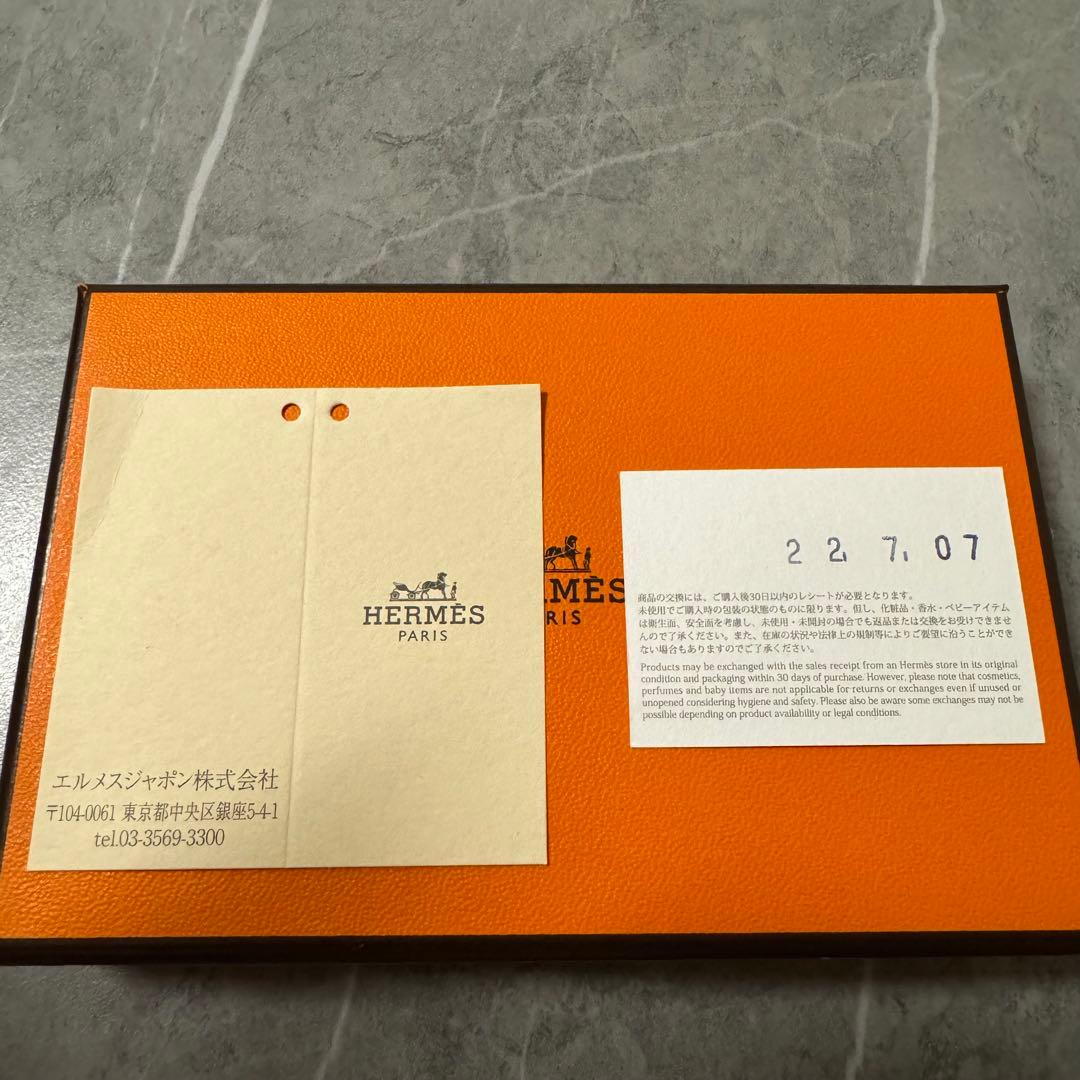 HERMÈS
PARIS
エルメスジャポン株式会社
〒104-0061 東京都中央区銀座5-4-1
tel.03-3569-3300
MÈS
RIS
22. 7. 07
商品の交換には、ご購入後30日以内のレシートが必要となります。
未使用でご購入時の包装の状態のものに限ります。但し、化粧品・香水・ベビーアイテム
は衛生面、安全面を考慮し、未使用・未開封の場合でも返品または交換をお受けできませ
んのでご了承ください。また、在庫の状況や法律上の規制等によりご要望に沿うことができ
ない場合もありますのでご了承ください。
Products may be exchanged with the sales receipt from an Hermès store in its original
condition and packaging within 30 days of purchase. However, please note that cosmetics,
perfumes and baby items are not applicable for returns or exchanges even if unused or
unopened considering hygiene and safety. Please also be aware some exchanges may not be
possible depending on product availability or legal conditions.